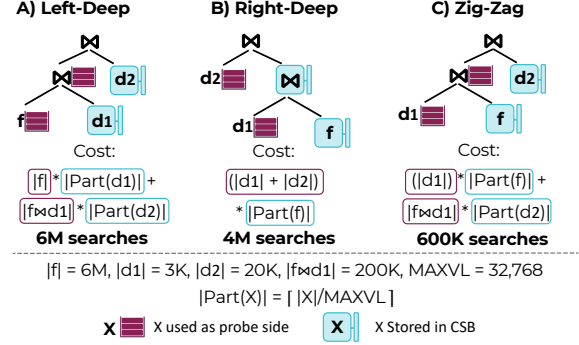 A) Left-Deep
B) Right-Deep
C) Zig-Zag
⋈
⋈
⋈
⋈ d2
d2 ⋈
⋈ d2
f d1
d1 f
d1 f
Cost:
Cost:
Cost:
|f| * |Part(d1)| +
|f⋈d1| * |Part(d2)|
6M searches
(|d1| + |d2|)
* |Part(f)|
4M searches
(|d1|) * |Part(f)| +
|f⋈d1| * |Part(d2)|
600K searches
|f| = 6M, |d1| = 3K, |d2| = 20K, |f⋈d1| = 200K, MAXVL = 32,768
|Part(X)| = ⌈ |X|/MAXVL⌉
X X used as probe side
X X Stored in CSB